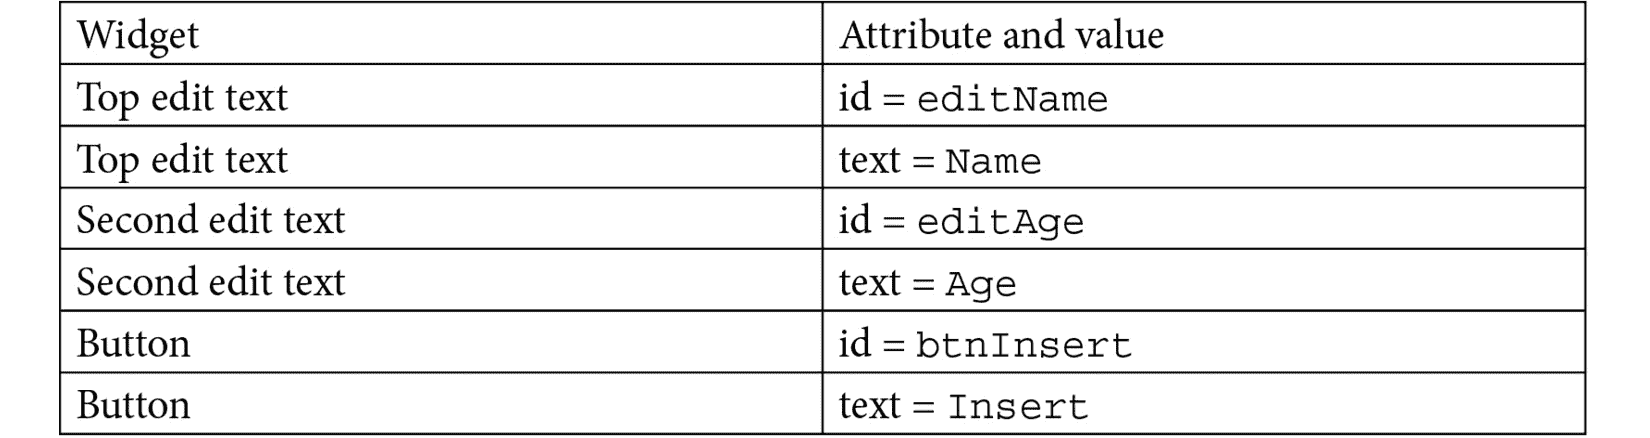 Widget Attribute and value
Top edit text id = editName
Top edit text text = Name
Second edit text id = editAge
Second edit text text = Age
Button id = btnInsert
Button text = Insert